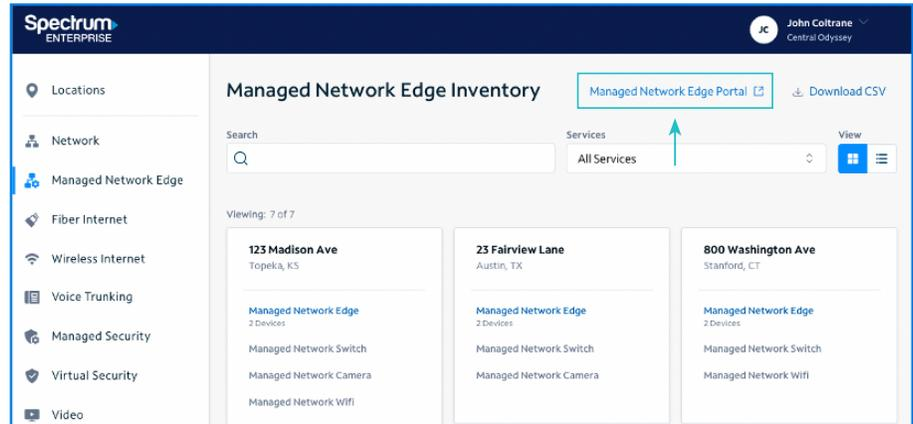 Spectrum
ENTERPRISE
JC
John Coltrane
Central Odyssey
Locations
Network
Managed Network Edge
Fiber Internet
Wireless Internet
Voice Trunking
Managed Security
Virtual Security
Video
Managed Network Edge Inventory
Managed Network Edge Portal
Download CSV
Search
Services
All Services
View
Viewing: 7 of 7
123 Madison Ave
Topeka, KS
Managed Network Edge
2 Devices
Managed Network Switch
Managed Network Camera
Managed Network Wifi
23 Fairview Lane
Austin, TX
Managed Network Edge
2 Devices
Managed Network Switch
Managed Network Camera
800 Washington Ave
Stanford, CT
Managed Network Edge
2 Devices
Managed Network Switch
Managed Network Wifi